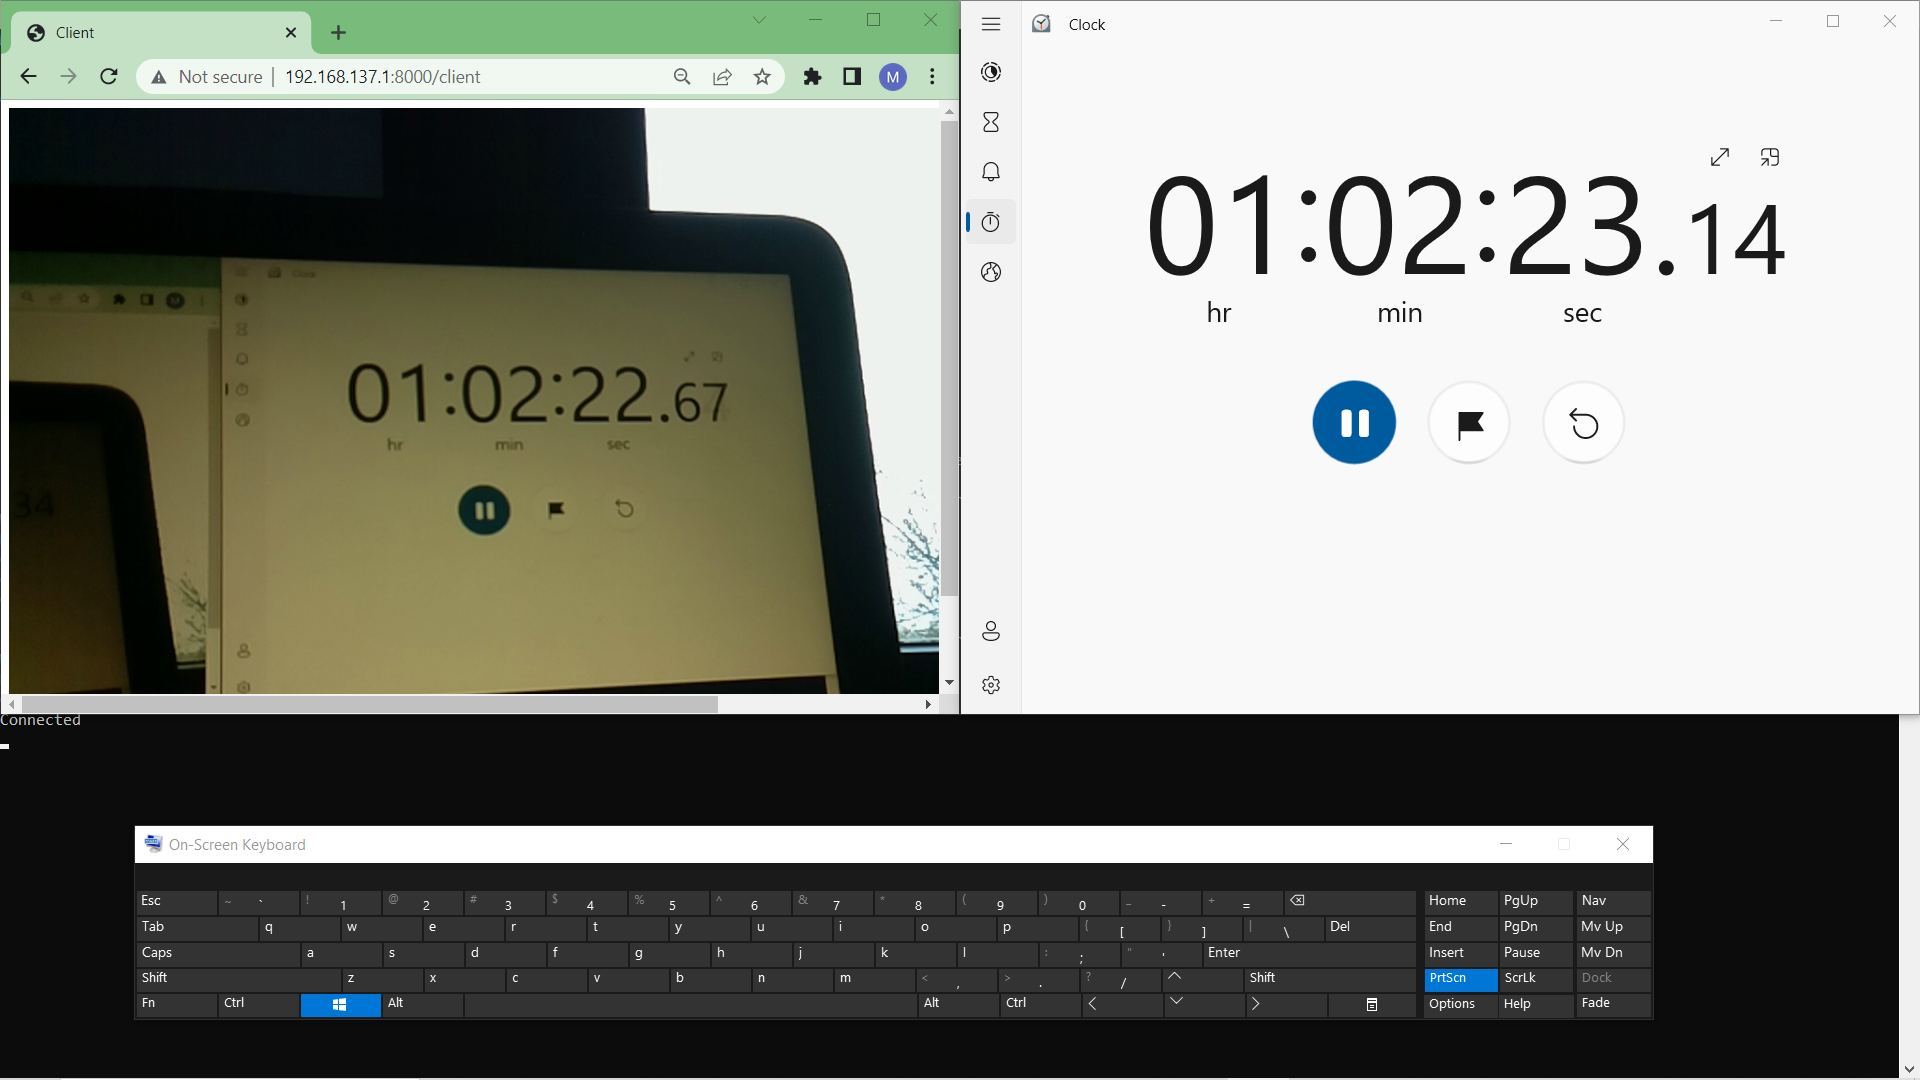 Client
Not secure
192.168.137.1:8000/client
M
M
01:02:22.67
hr min sec
34
Clock
01:02:23.14
hr min sec
Connected
On-Screen Keyboard
Esc ~ ` ! 1 @ 2 # 3 $ 4 % 5 ^ 6 & 7 * 8 ( 9 ) 0 _ - + = Home PgUp Nav
Tab q w e r t y u i o p { [ } ] | \ Del End PgDn Mv Up
Caps a s d f g h j k l : ; " ' Enter Insert Pause Mv Dn
Shift z x c v b n m < , > . ? / Shift PrtScn ScrLk Dock
Fn Ctrl Alt Alt Ctrl Options Help Fade